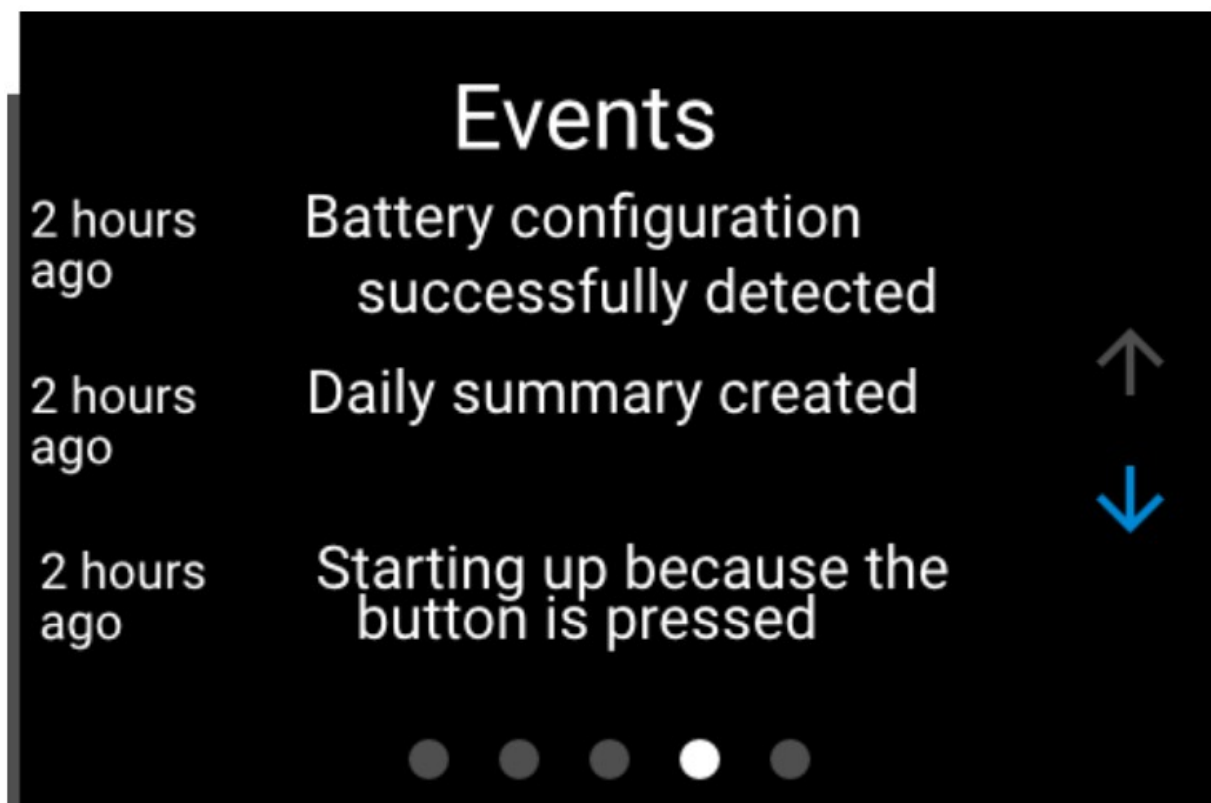 Events
2 hours
ago
Battery configuration
successfully detected
2 hours
ago
Daily summary created
2 hours
ago
Starting up because the
button is pressed